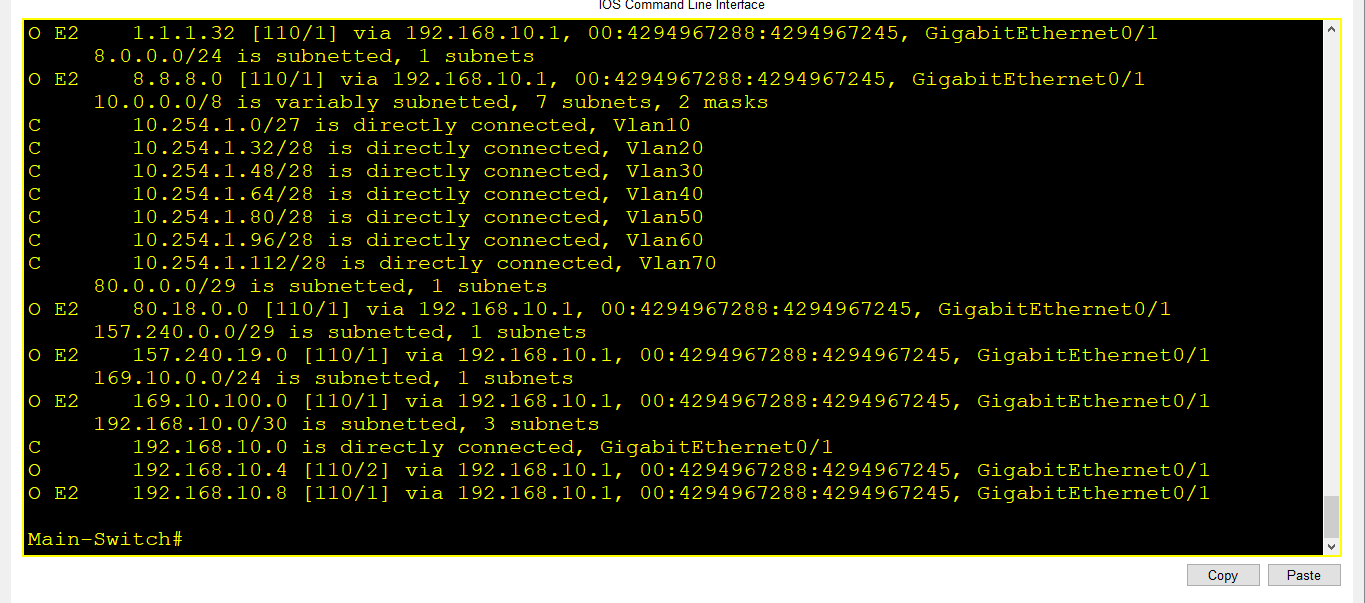 IOS Command Line Interface
O E2    1.1.1.32 [110/1] via 192.168.10.1, 00:4294967288:4294967245, GigabitEthernet0/1
     8.0.0.0/24 is subnetted, 1 subnets
O E2    8.8.8.0 [110/1] via 192.168.10.1, 00:4294967288:4294967245, GigabitEthernet0/1
     10.0.0.0/8 is variably subnetted, 7 subnets, 2 masks
C       10.254.1.0/27 is directly connected, Vlan10
C       10.254.1.32/28 is directly connected, Vlan20
C       10.254.1.48/28 is directly connected, Vlan30
C       10.254.1.64/28 is directly connected, Vlan40
C       10.254.1.80/28 is directly connected, Vlan50
C       10.254.1.96/28 is directly connected, Vlan60
C       10.254.1.112/28 is directly connected, Vlan70
     80.0.0.0/29 is subnetted, 1 subnets
O E2    80.18.0.0 [110/1] via 192.168.10.1, 00:4294967288:4294967245, GigabitEthernet0/1
     157.240.0.0/29 is subnetted, 1 subnets
O E2    157.240.19.0 [110/1] via 192.168.10.1, 00:4294967288:4294967245, GigabitEthernet0/1
     169.10.0.0/24 is subnetted, 1 subnets
O E2    169.10.100.0 [110/1] via 192.168.10.1, 00:4294967288:4294967245, GigabitEthernet0/1
     192.168.10.0/30 is subnetted, 3 subnets
C       192.168.10.0 is directly connected, GigabitEthernet0/1
O       192.168.10.4 [110/2] via 192.168.10.1, 00:4294967288:4294967245, GigabitEthernet0/1
O E2    192.168.10.8 [110/1] via 192.168.10.1, 00:4294967288:4294967245, GigabitEthernet0/1
Main-Switch#
Copy Paste